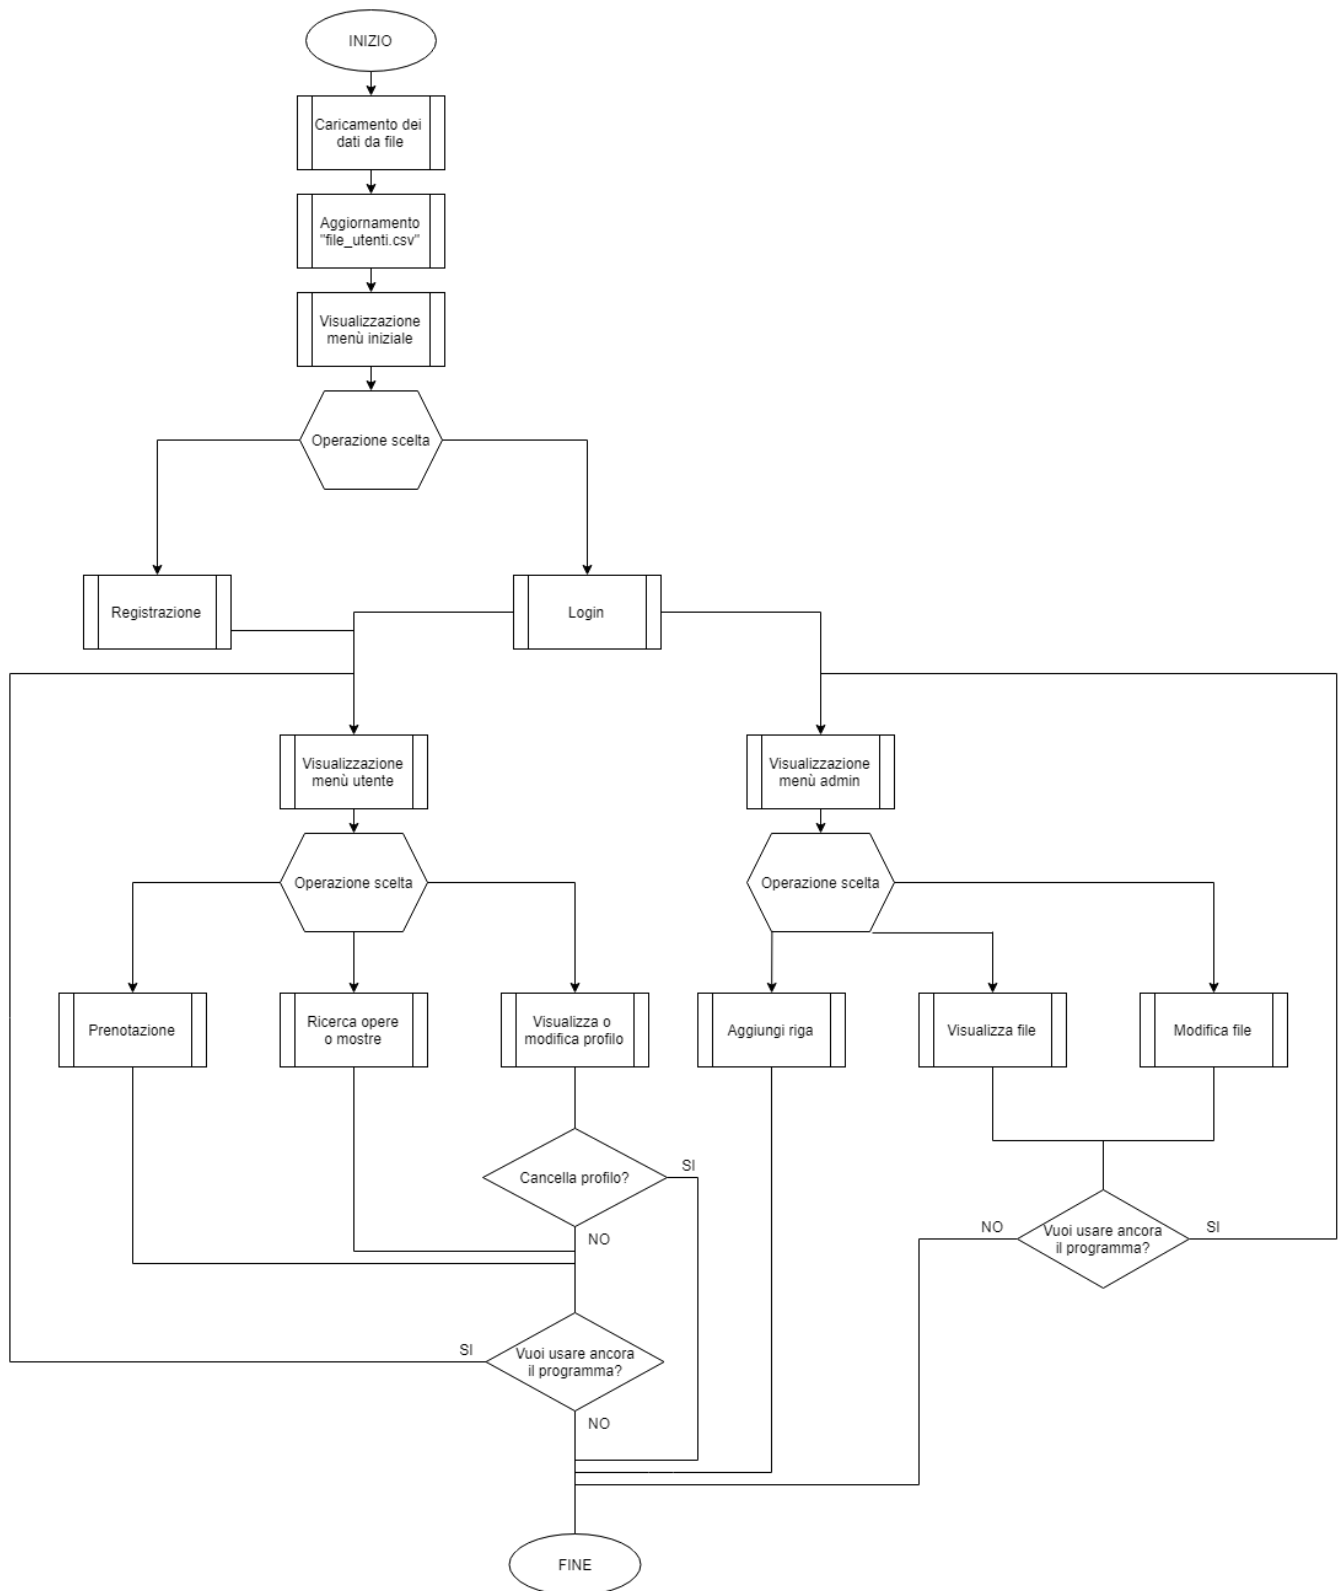 INIZIO
Caricamento dei
dati da file
Aggiornamento
"file_utenti.csv"
Visualizzazione
menù iniziale
Operazione scelta
Registrazione
Login
Visualizzazione
menù utente
Visualizzazione
menù admin
Operazione scelta
Operazione scelta
Prenotazione
Ricerca opere
o mostre
Visualizza o
modifica profilo
Aggiungi riga
Visualizza file
Modifica file
Cancella profilo?
SI
NO
Vuoi usare ancora
il programma?
NO
SI
Vuoi usare ancora
il programma?
SI
NO
FINE